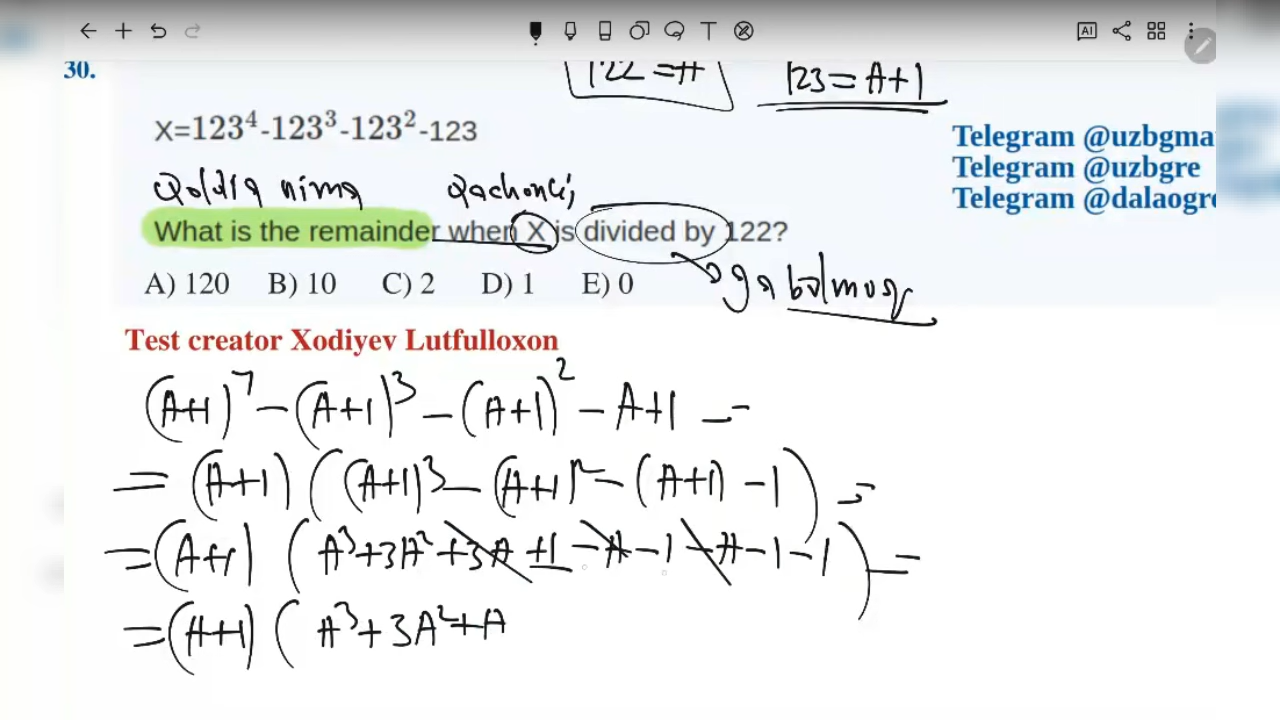 30.
122 = A
123 = A+1
X=123⁴-123³-123²-123
Telegram @uzbgma
Telegram @uzbgre
Telegram @dalaogre
Qoldiq nima qachonki;
What is the remainder when X is divided by 122?
ga bolmoq
A) 120 B) 10 C) 2 D) 1 E) 0
Test creator Xodiyev Lutfulloxon
(A+1)⁴ - (A+1)³ - (A+1)² - A+1 =
= (A+1) ((A+1)³ - (A+1)² - (A+1) - 1) =
= (A+1) (A³+3A²+3A+1-A-1-A-1-1) =
= (A+1) (A³+3A²+A